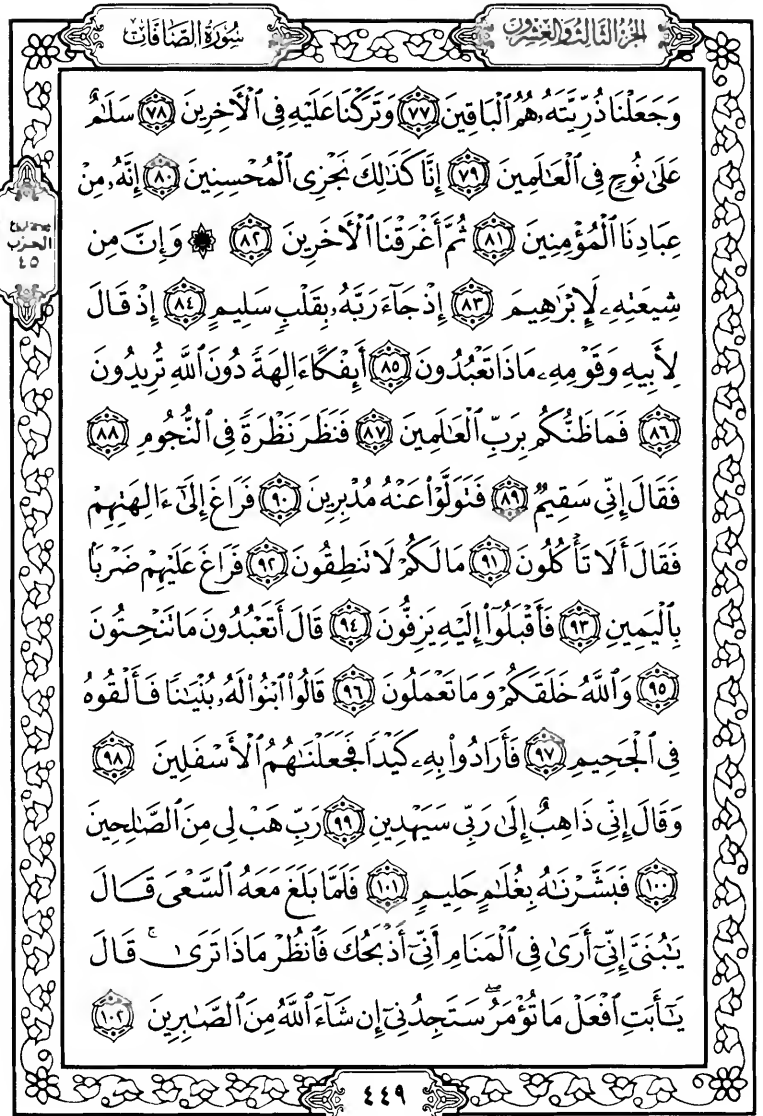 سُورَةُ الصَّافَّاتِ
الجُزءُ الثَّالِثُ وَالعِشْرُونَ
وَجَعَلْنَا ذُرِّيَّتَهُۥ هُمُ ٱلْبَاقِينَ ٧٧ وَتَرَكْنَا عَلَيْهِ فِى ٱلْأَخِرِينَ ٧٨ سَلَٰمٌ
عَلَىٰ نُوحٍ فِى ٱلْعَٰلَمِينَ ٧٩ إِنَّا كَذَٰلِكَ نَجْزِى ٱلْمُحْسِنِينَ ٨٠ إِنَّهُۥ مِنْ
عِبَادِنَا ٱلْمُؤْمِنِينَ ٨١ ثُمَّ أَغْرَقْنَا ٱلْأَخَرِينَ ٨٢ ۞ وَإِنَّ مِن
شِيعَتِهِۦ لَإِبْرَٰهِيمَ ٨٣ إِذْ جَآءَ رَبَّهُۥ بِقَلْبٍ سَلِيمٍ ٨٤ إِذْ قَالَ
لِأَبِيهِ وَقَوْمِهِۦ مَاذَا تَعْبُدُونَ ٨٥ أَئِفْكًا ءَالِهَةً دُونَ ٱللَّهِ تُرِيدُونَ
٨٦ فَمَا ظَنُّكُم بِرَبِّ ٱلْعَٰلَمِينَ ٨٧ فَنَظَرَ نَظْرَةً فِى ٱلنُّجُومِ ٨٨
فَقَالَ إِنِّى سَقِيمٌ ٨٩ فَتَوَلَّوْا۟ عَنْهُ مُدْبِرِينَ ٩٠ فَرَاغَ إِلَىٰٓ ءَالِهَتِهِمْ
فَقَالَ أَلَا تَأْكُلُونَ ٩١ مَا لَكُمْ لَا تَنطِقُونَ ٩٢ فَرَاغَ عَلَيْهِمْ ضَرْبًۢا
بِٱلْيَمِينِ ٩٣ فَأَقْبَلُوٓا۟ إِلَيْهِ يَزِفُّونَ ٩٤ قَالَ أَتَعْبُدُونَ مَا تَنْحِتُونَ
٩٥ وَٱللَّهُ خَلَقَكُمْ وَمَا تَعْمَلُونَ ٩٦ قَالُوا۟ ٱبْنُوا۟ لَهُۥ بُنْيَٰنًا فَأَلْقُوهُ
فِى ٱلْجَحِيمِ ٩٧ فَأَرَادُوا۟ بِهِۦ كَيْدًا فَجَعَلْنَٰهُمُ ٱلْأَسْفَلِينَ ٩٨
وَقَالَ إِنِّى ذَاهِبٌ إِلَىٰ رَبِّى سَيَهْدِينِ ٩٩ رَبِّ هَبْ لِى مِنَ ٱلصَّٰلِحِينَ
١٠٠ فَبَشَّرْنَٰهُ بِغُلَٰمٍ حَلِيمٍ ١٠١ فَلَمَّا بَلَغَ مَعَهُ ٱلسَّعْىَ قَالَ
يَٰبُنَىَّ إِنِّىٓ أَرَىٰ فِى ٱلْمَنَامِ أَنِّىٓ أَذْبَحُكَ فَٱنظُرْ مَاذَا تَرَىٰ ۚ قَالَ
يَٰٓأَبَتِ ٱفْعَلْ مَا تُؤْمَرُ ۖ سَتَجِدُنِىٓ إِن شَآءَ ٱللَّهُ مِنَ ٱلصَّٰبِرِينَ ١٠٢
الحزب
٤٥
٤٤٩